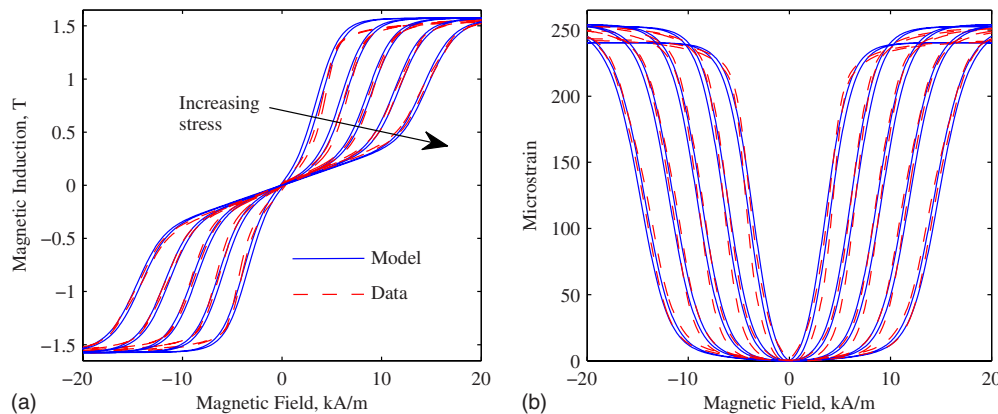 1.5
1
0.5
0
−0.5
−1
−1.5
Magnetic Induction, T
Increasing
stress
Model
Data
−20
−10
0
10
20
(a)
Magnetic Field, kA/m
250
200
150
100
50
0
Microstrain
−20
−10
0
10
20
(b)
Magnetic Field, kA/m